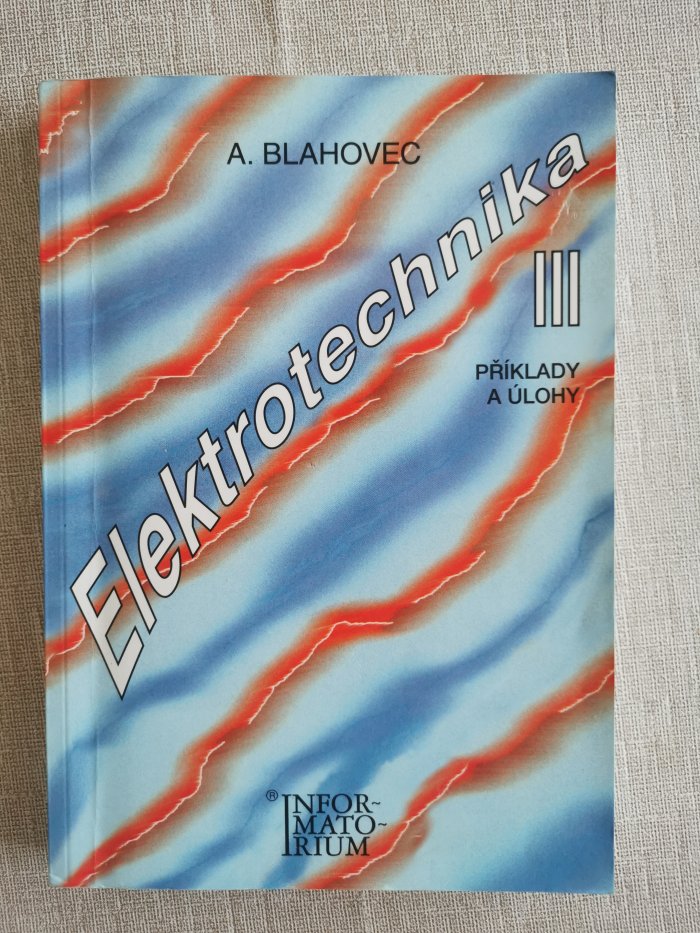 A. BLAHOVEC
Elektrotechnika
III
PŘÍKLADY
A ÚLOHY
® INFOR~
MATO~
RIUM